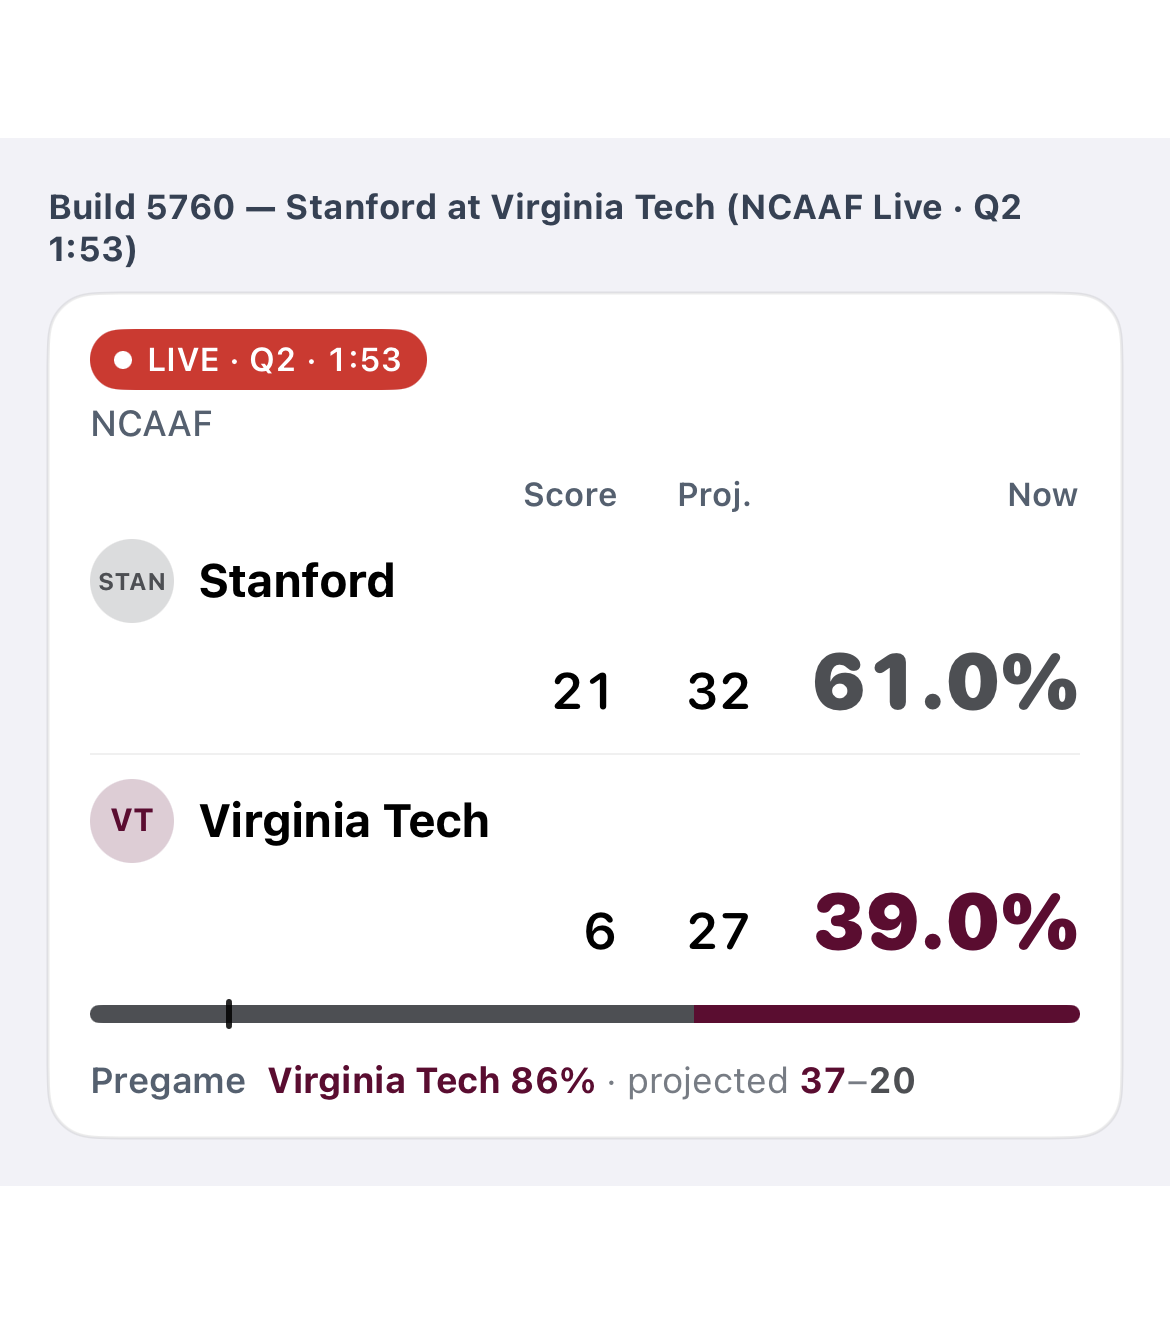 Build 5760 — Stanford at Virginia Tech (NCAAF Live · Q2
1:53)
LIVE · Q2 · 1:53
NCAAF
Score Proj. Now
STAN Stanford
21 32 61.0%
VT Virginia Tech
6 27 39.0%
Pregame Virginia Tech 86% · projected 37–20